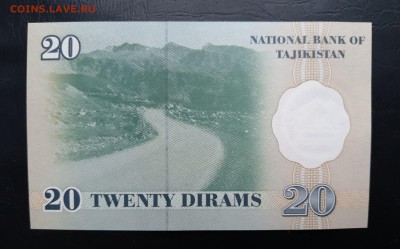 COINS.LAVE.RU
20
NATIONAL BANK OF
TAJIKISTAN
20 TWENTY DIRAMS 20